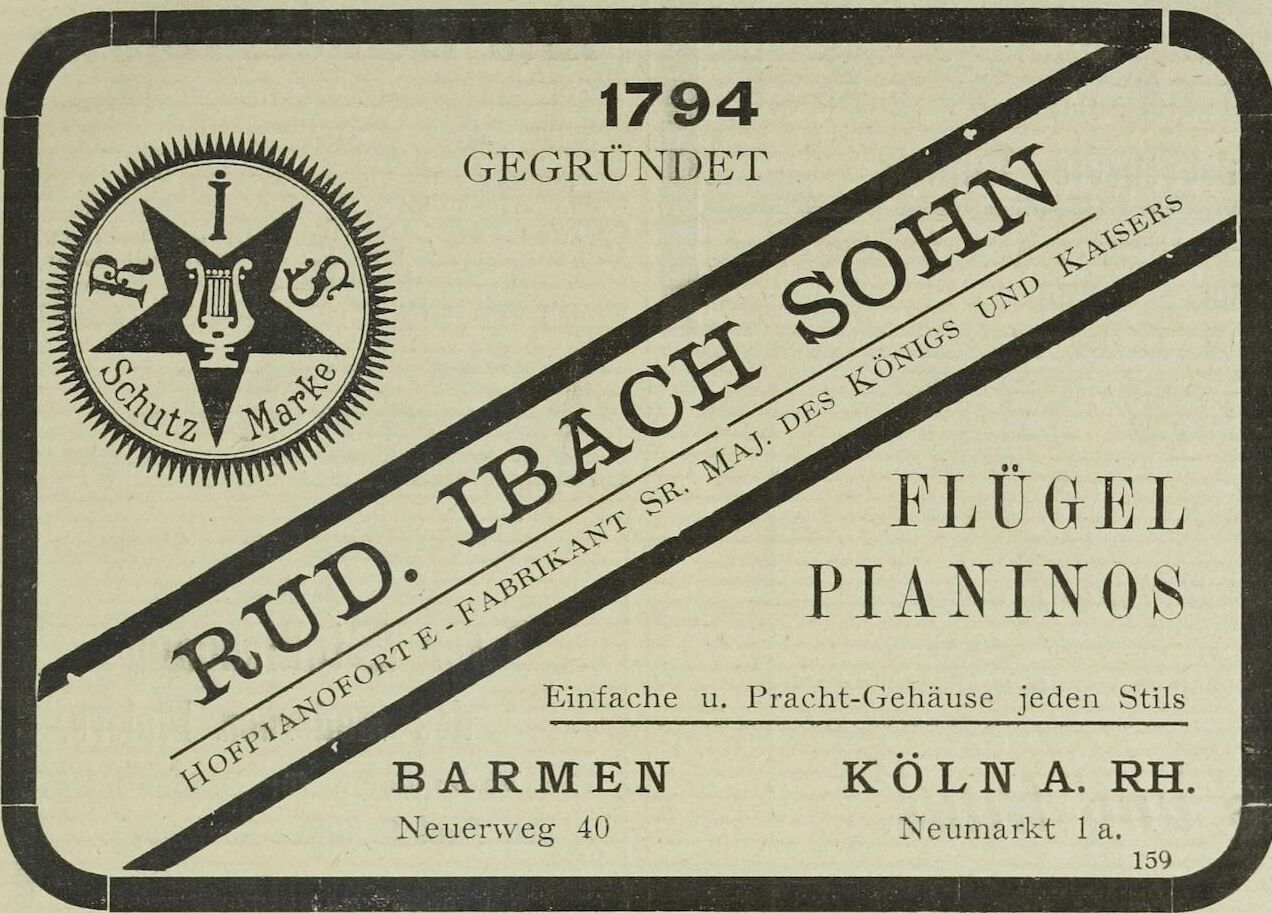 1794
GEGRÜNDET
R I S
Schutz Marke
RUD. IBACH SOHN
HOFPIANOFORTE-FABRIKANT SR. MAJ. DES KÖNIGS UND KAISERS
FLÜGEL
PIANINOS
Einfache u. Pracht-Gehäuse jeden Stils
BARMEN
Neuerweg 40
KÖLN A. RH.
Neumarkt 1a.
159